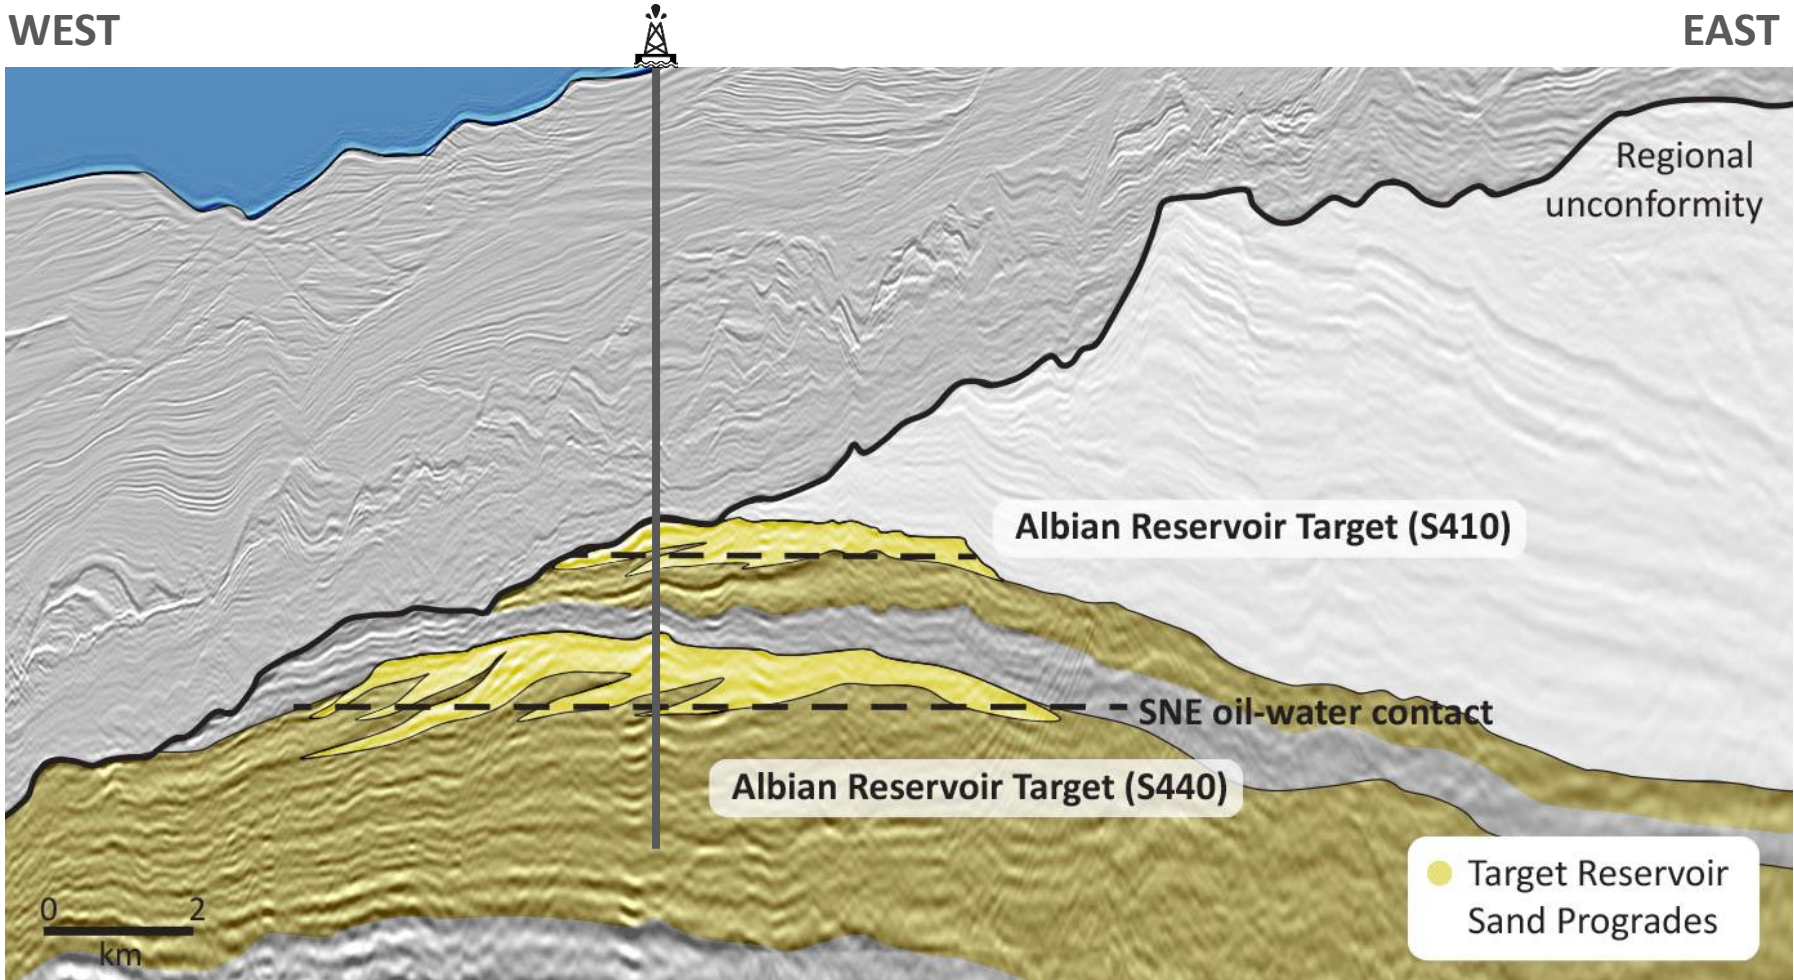 WEST
EAST
Regional
unconformity
Albian Reservoir Target (S410)
SNE oil-water contact
Albian Reservoir Target (S440)
Target Reservoir
Sand Progrades
0 2
km